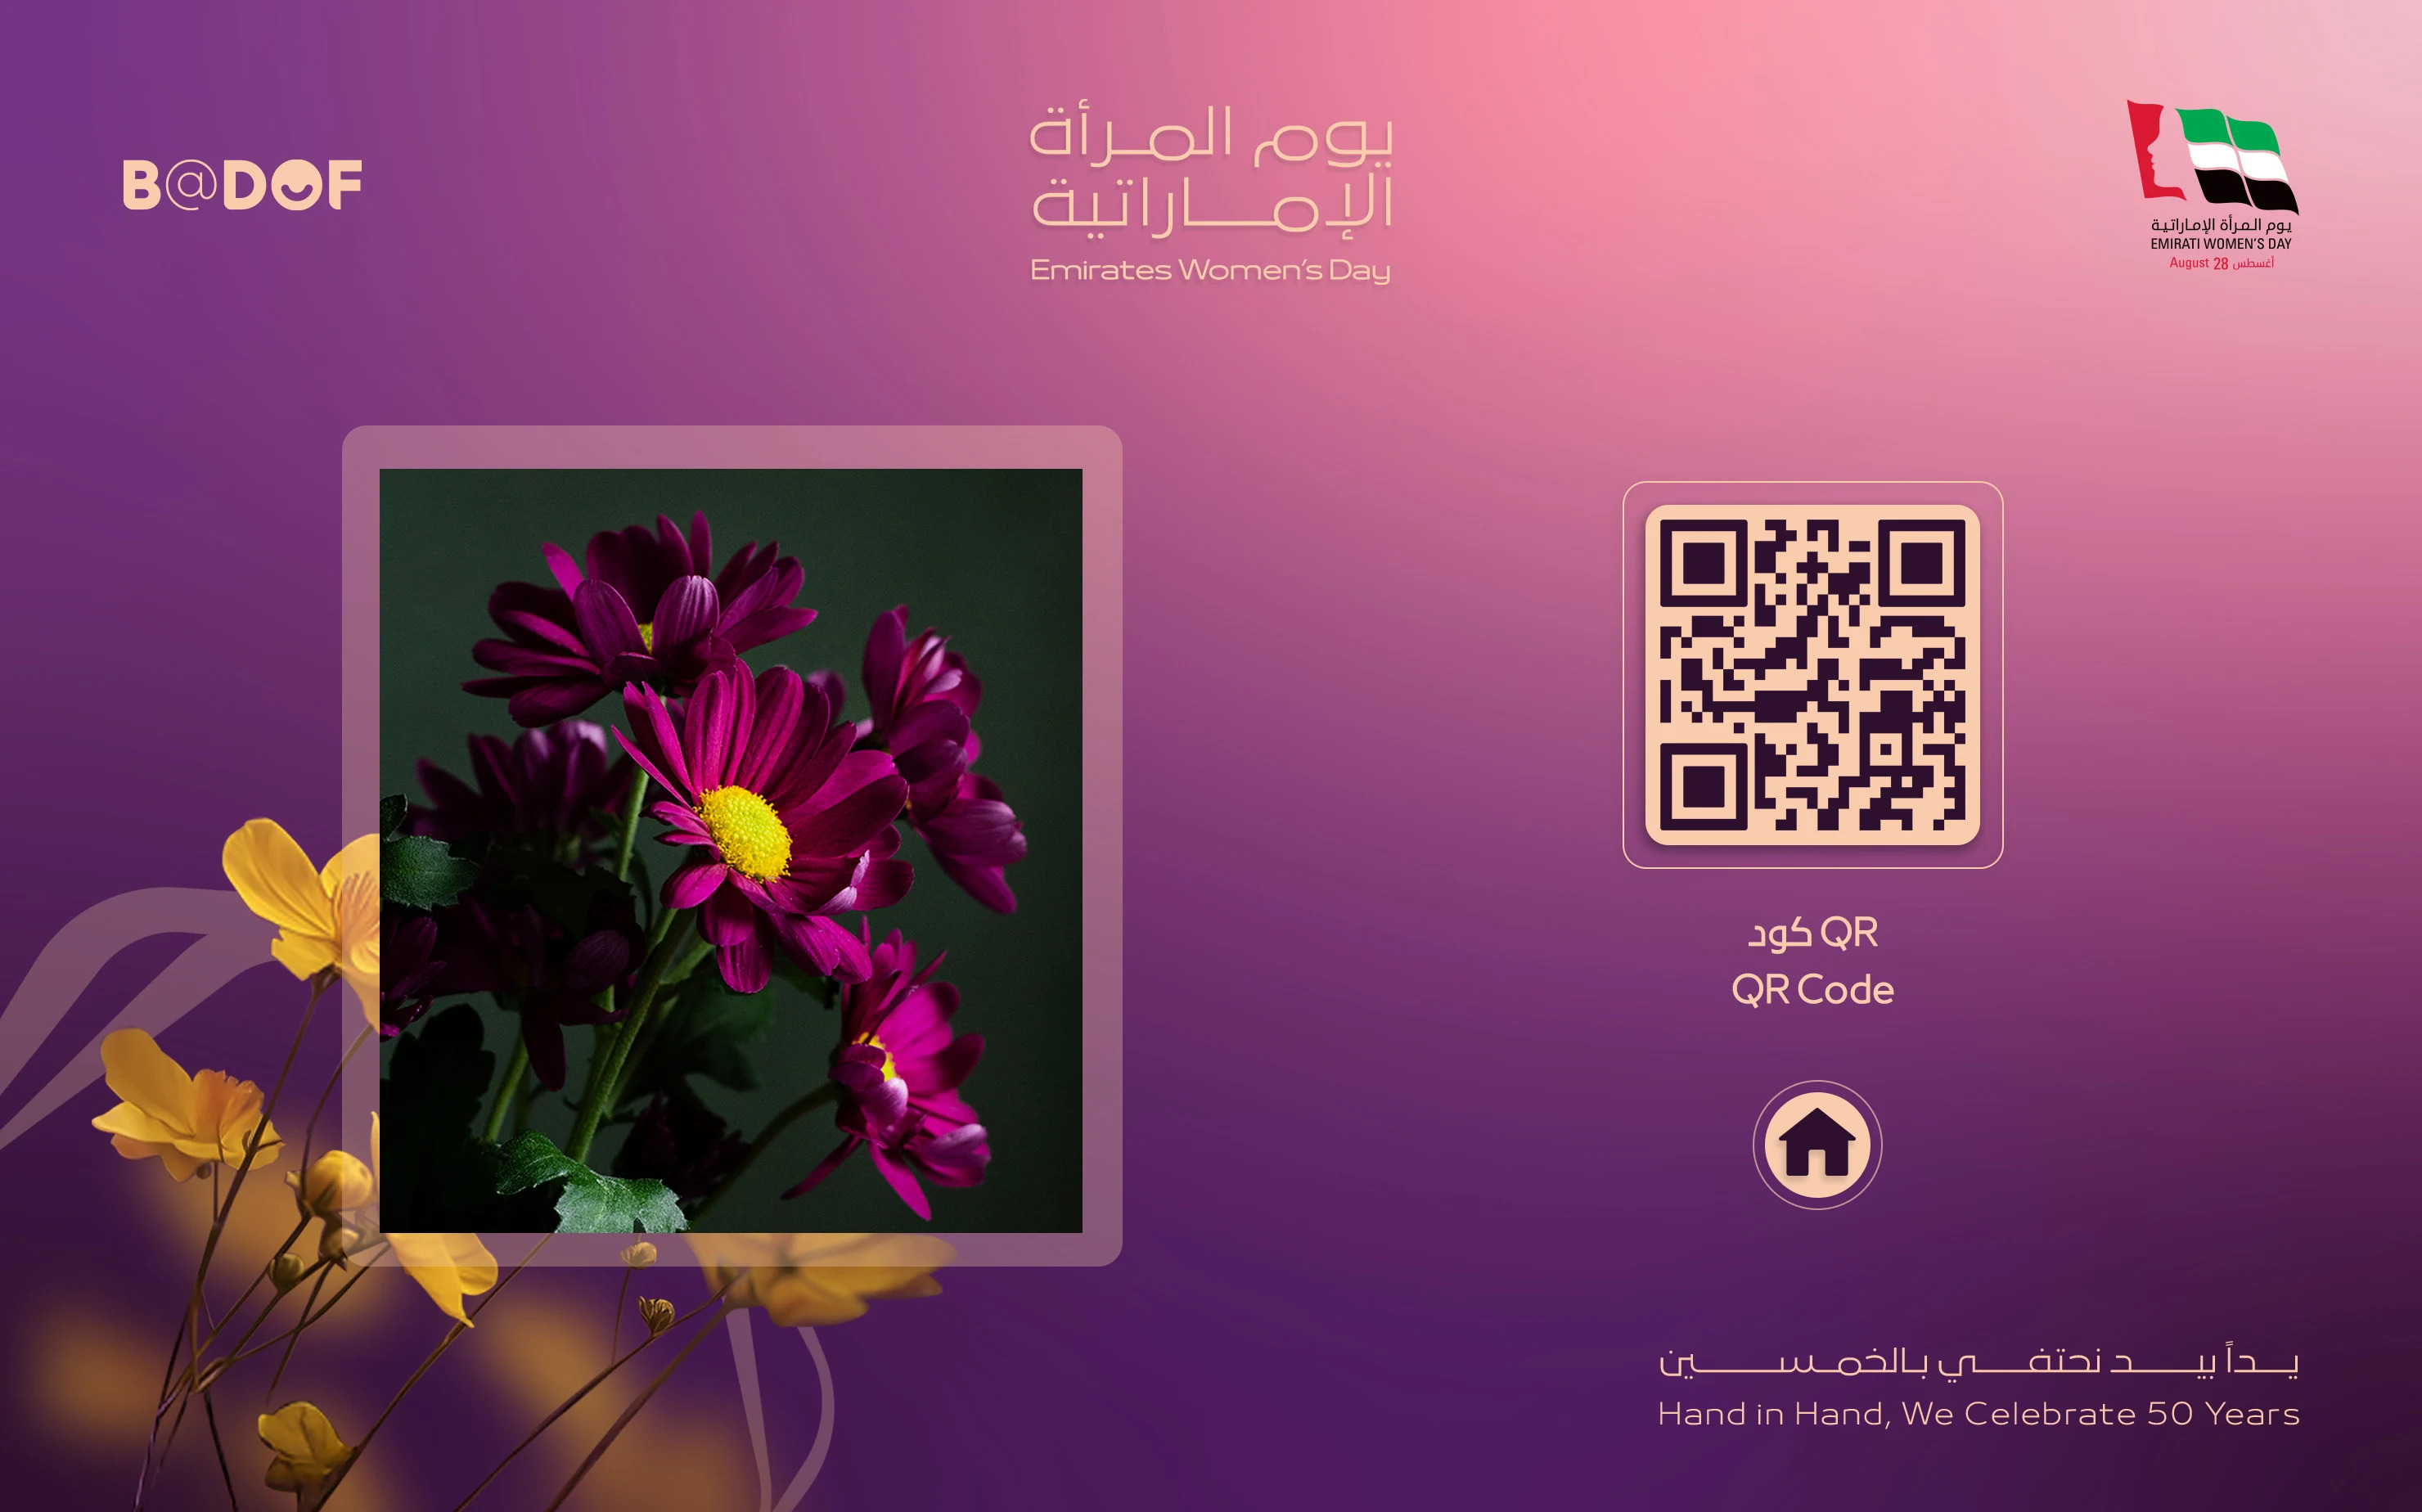 B@DOF
يوم المرأة
الإماراتية
Emirates Women's Day
يوم المرأة الإماراتية
EMIRATI WOMEN'S DAY
August 28 أغسطس
QR كود
QR Code
يداً بيد نحتفي بالخمسين
Hand in Hand, We Celebrate 50 Years